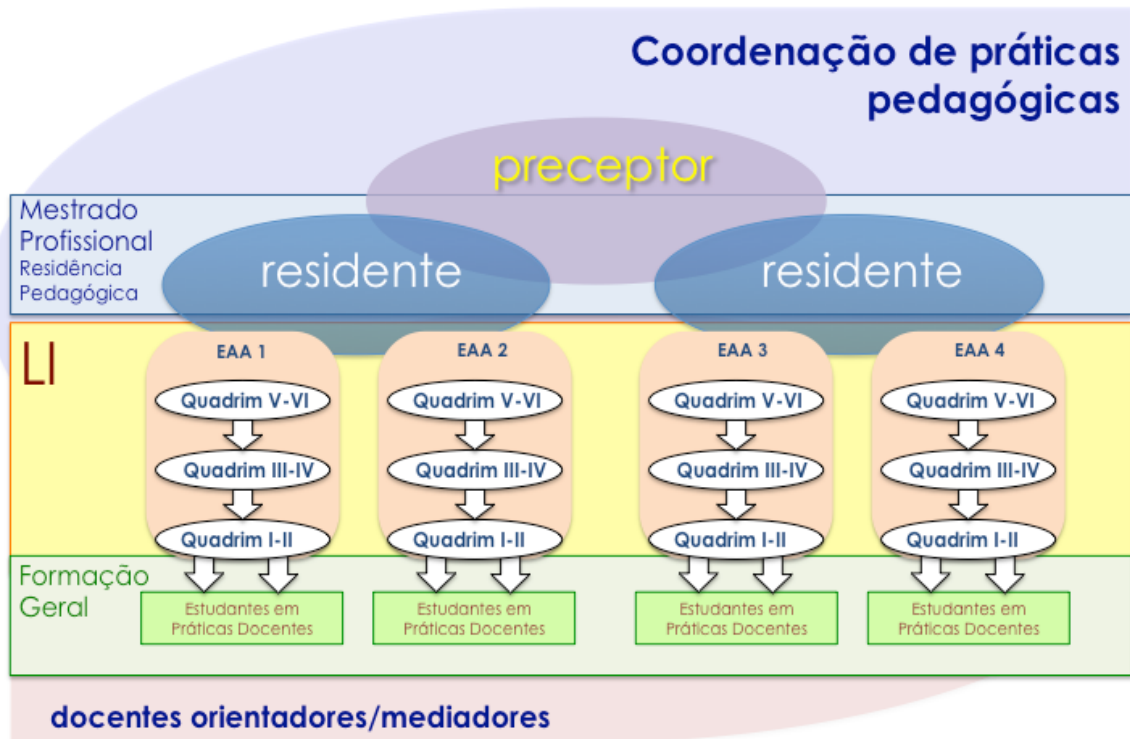 Coordenação de práticas
pedagógicas
preceptor
Mestrado
Profissional
Residência
Pedagógica
residente
residente
LI
EAA 1
Quadrim V-VI
Quadrim III-IV
Quadrim I-II
EAA 2
Quadrim V-VI
Quadrim III-IV
Quadrim I-II
EAA 3
Quadrim V-VI
Quadrim III-IV
Quadrim I-II
EAA 4
Quadrim V-VI
Quadrim III-IV
Quadrim I-II
Formação
Geral
Estudantes em
Práticas Docentes
Estudantes em
Práticas Docentes
Estudantes em
Práticas Docentes
Estudantes em
Práticas Docentes
docentes orientadores/mediadores